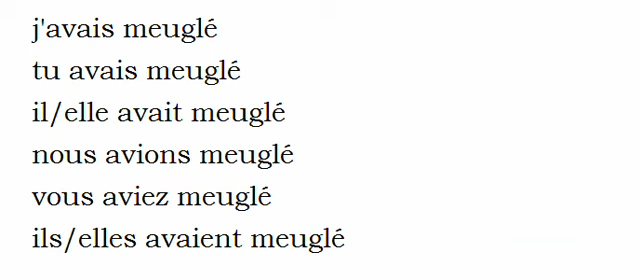 j'avais meuglé
tu avais meuglé
il/elle avait meuglé
nous avions meuglé
vous aviez meuglé
ils/elles avaient meuglé